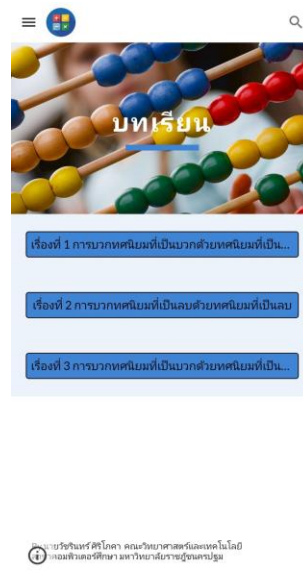 บทเรียน
เรื่องที่ 1 การบวกทศนิยมที่เป็นบวกด้วยทศนิยมที่เป็น...
เรื่องที่ 2 การบวกทศนิยมที่เป็นลบด้วยทศนิยมที่เป็นลบ
เรื่องที่ 3 การบวกทศนิยมที่เป็นบวกด้วยทศนิยมที่เป็น...
นายวัชรินทร์ ศิริโภคา คณะวิทยาศาสตร์และเทคโนโลยี
คอมพิวเตอร์ศึกษา มหาวิทยาลัยราชภัฏนครปฐม